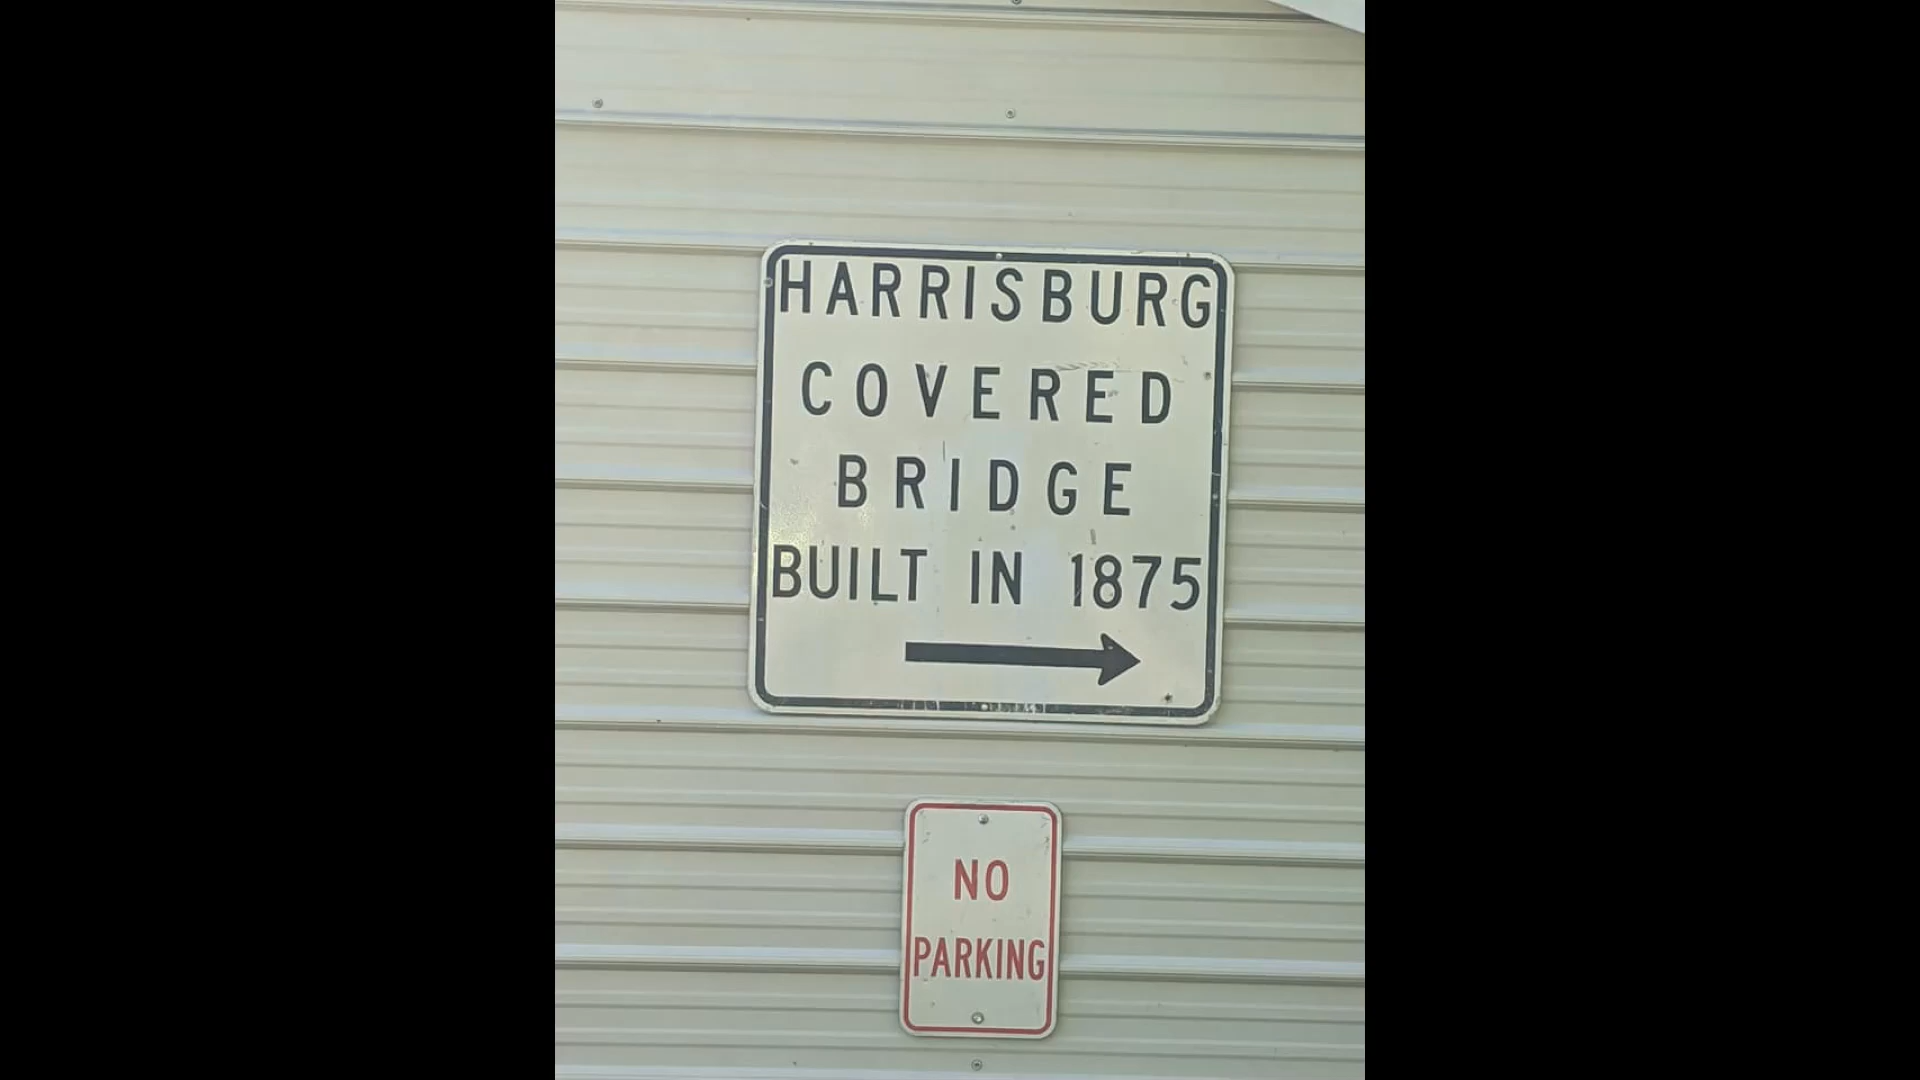 HARRISBURG
COVERED
BRIDGE
BUILT IN 1875
NO
PARKING